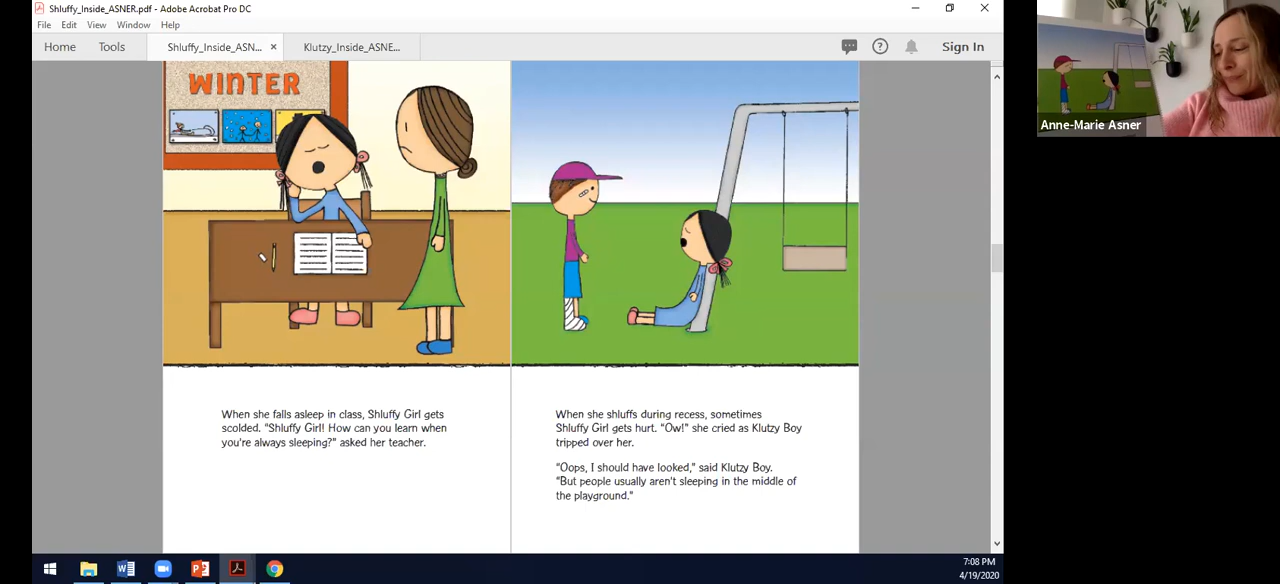 Shluffy_Inside_ASNER.pdf - Adobe Acrobat Pro DC
File Edit View Window Help
Home Tools Shluffy_Inside_ASN... × Klutzy_Inside_ASNE... Sign In
Anne-Marie Asner
WINTER
When she falls asleep in class, Shluffy Girl gets
scolded. "Shluffy Girl! How can you learn when
you're always sleeping?" asked her teacher.
When she shluffs during recess, sometimes
Shluffy Girl gets hurt. "Ow!" she cried as Klutzy Boy
tripped over her.
"Oops, I should have looked," said Klutzy Boy.
"But people usually aren't sleeping in the middle of
the playground."
7:08 PM
4/19/2020